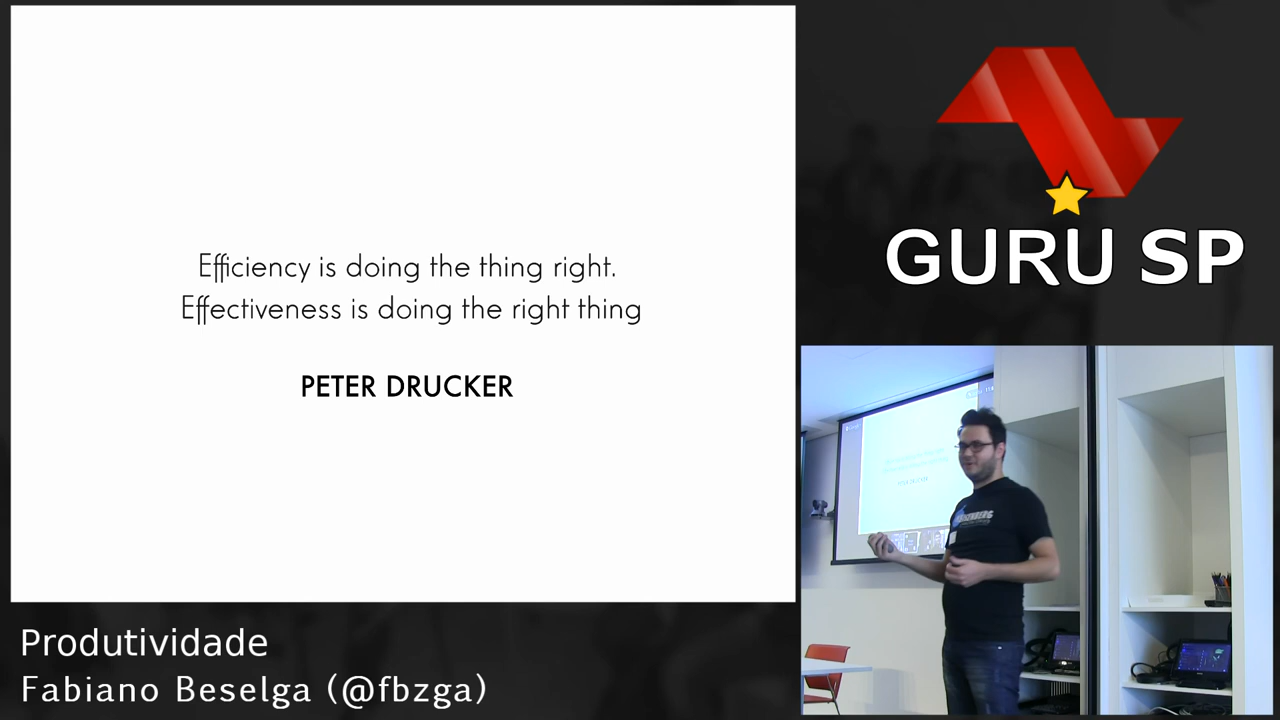 Efficiency is doing the thing right.
Effectiveness is doing the right thing
PETER DRUCKER
GURU SP
Produtividade
Fabiano Beselga (@fbzga)